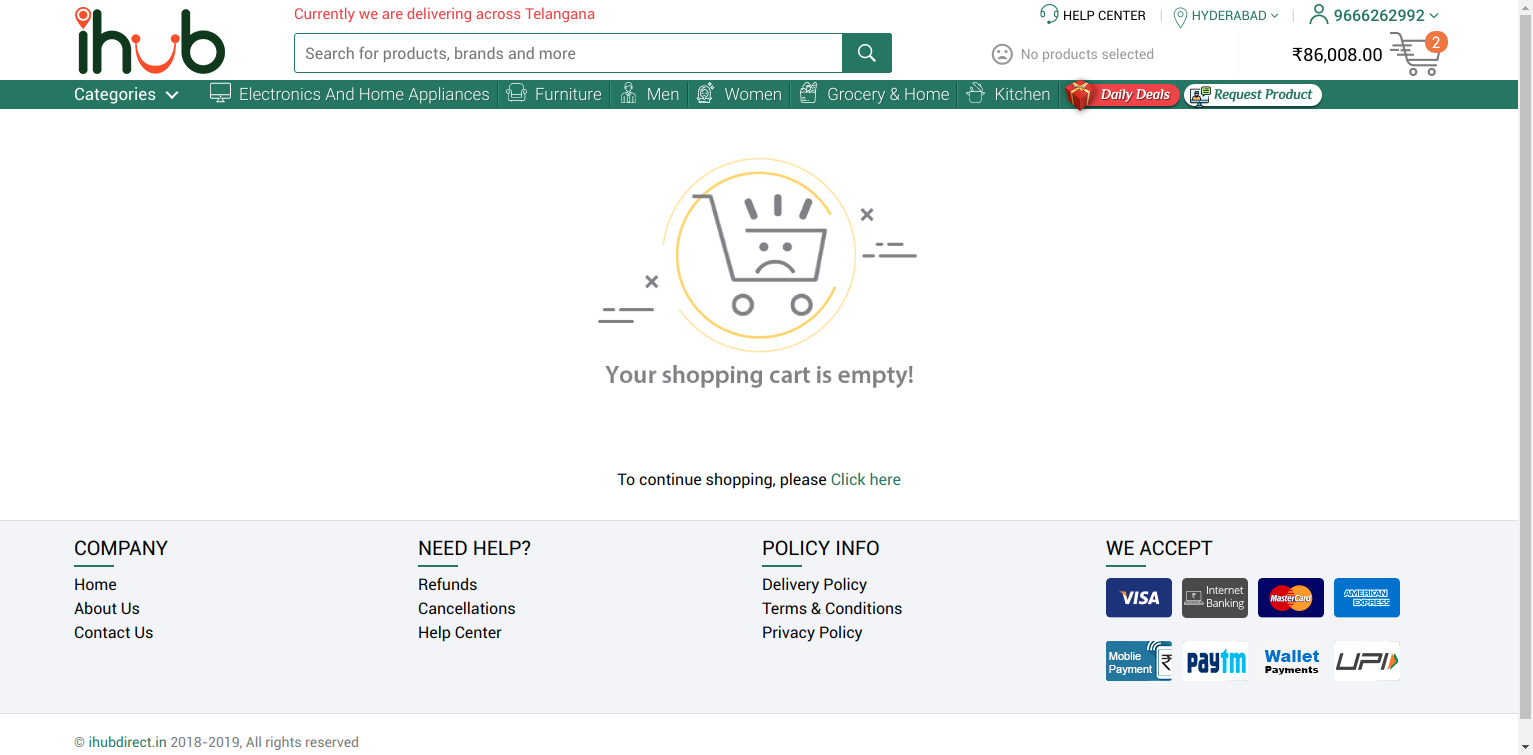 ihub
Currently we are delivering across Telangana
Search for products, brands and more
HELP CENTER
HYDERABAD
9666262992
No products selected
₹86,008.00
2
Categories
Electronics And Home Appliances
Furniture
Men
Women
Grocery & Home
Kitchen
Daily Deals
Request Product
Your shopping cart is empty!
To continue shopping, please Click here
COMPANY
Home
About Us
Contact Us
NEED HELP?
Refunds
Cancellations
Help Center
POLICY INFO
Delivery Policy
Terms & Conditions
Privacy Policy
WE ACCEPT
VISA
Internet
Banking
MasterCard
AMERICAN
EXPRESS
Moblie
Payment
₹
paytm
Wallet
Payments
UPI
© ihubdirect.in 2018-2019, All rights reserved